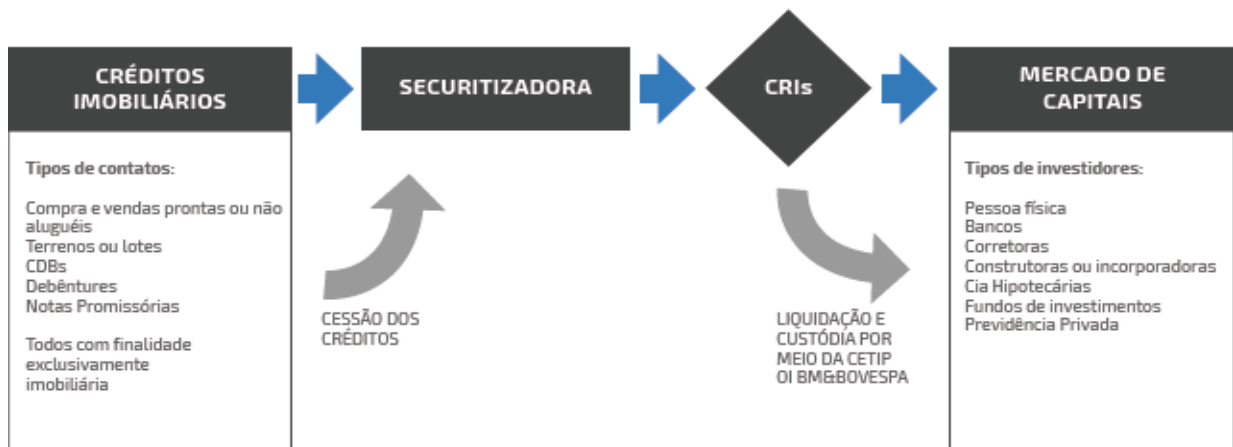 CRÉDITOS
IMOBILIÁRIOS
Tipos de contatos:
Compra e vendas prontas ou não
aluguéis
Terrenos ou lotes
CDBs
Debêntures
Notas Promissórias
Todos com finalidade
exclusivamente
imobiliária
CESSÃO DOS
CRÉDITOS
SECURITIZADORA
CRIs
LIQUIDAÇÃO E
CUSTÓDIA POR
MEIO DA CETIP
OI BM&BOVESPA
MERCADO DE
CAPITAIS
Tipos de investidores:
Pessoa física
Bancos
Corretoras
Construtoras ou incorporadoras
Cia Hipotecárias
Fundos de investimentos
Previdência Privada